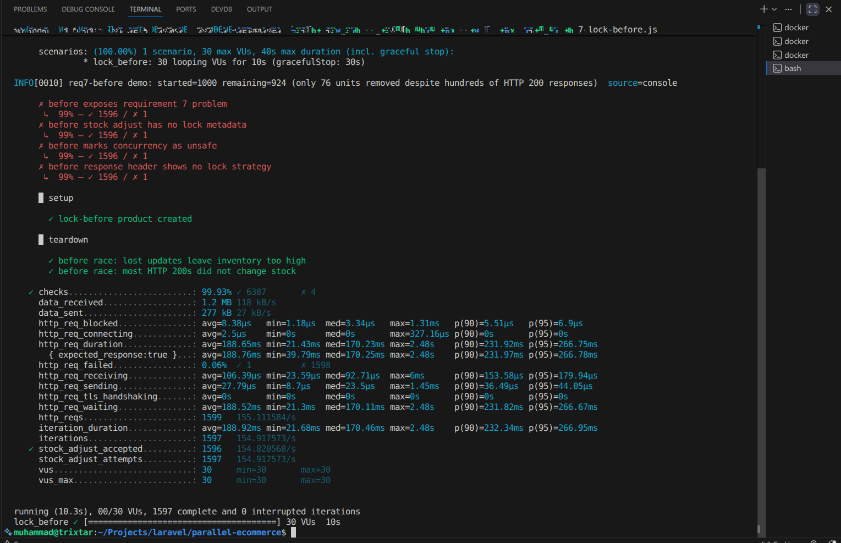 PROBLEMS DEBUG CONSOLE TERMINAL PORTS DEVDB OUTPUT
7 lock-before.js
docker
docker
docker
bash
scenarios: (100.00%) 1 scenario, 30 max VUs, 40s max duration (incl. graceful stop):
* lock_before: 30 looping VUs for 10s (gracefulStop: 30s)
INFO[0010] req7-before demo: started=1000 remaining=924 (only 76 units removed despite hundreds of HTTP 200 responses) source=console
✗ before exposes requirement 7 problem
↳ 99% — ✓ 1596 / ✗ 1
✗ before stock adjust has no lock metadata
↳ 99% — ✓ 1596 / ✗ 1
✗ before marks concurrency as unsafe
↳ 99% — ✓ 1596 / ✗ 1
✗ before response header shows no lock strategy
↳ 99% — ✓ 1596 / ✗ 1
█ setup
✓ lock-before product created
█ teardown
✓ before race: lost updates leave inventory too high
✓ before race: most HTTP 200s did not change stock
✓ checks.........................: 99.93% ✓ 6387 ✗ 4
data_received..................: 1.2 MB 118 kB/s
data_sent......................: 277 kB 27 kB/s
http_req_blocked...............: avg=8.38µs min=1.18µs med=3.34µs max=1.31ms p(90)=5.51µs p(95)=6.9µs
http_req_connecting............: avg=2.5µs min=0s med=0s max=327.16µs p(90)=0s p(95)=0s
http_req_duration..............: avg=188.65ms min=21.43ms med=170.23ms max=2.48s p(90)=231.92ms p(95)=266.75ms
{ expected_response:true }...: avg=188.76ms min=39.79ms med=170.25ms max=2.48s p(90)=231.97ms p(95)=266.78ms
http_req_failed................: 0.06% ✓ 1 ✗ 1598
http_req_receiving.............: avg=106.39µs min=23.59µs med=92.71µs max=6ms p(90)=153.58µs p(95)=179.94µs
http_req_sending...............: avg=27.79µs min=8.7µs med=23.5µs max=1.45ms p(90)=36.49µs p(95)=44.05µs
http_req_tls_handshaking.......: avg=0s min=0s med=0s max=0s p(90)=0s p(95)=0s
http_req_waiting...............: avg=188.52ms min=21.3ms med=170.11ms max=2.48s p(90)=231.82ms p(95)=266.67ms
http_reqs......................: 1599 155.111584/s
iteration_duration.............: avg=188.92ms min=21.68ms med=170.46ms max=2.48s p(90)=232.34ms p(95)=266.95ms
iterations.....................: 1597 154.917573/s
✓ stock_adjust_accepted..........: 1596 154.820568/s
stock_adjust_attempts..........: 1597 154.917573/s
vus............................: 30 min=30 max=30
vus_max........................: 30 min=30 max=30
running (10.3s), 00/30 VUs, 1597 complete and 0 interrupted iterations
lock_before ✓ [======================================] 30 VUs 10s
muhammad@trixtar:~/Projects/laravel/parallel-ecommerce$